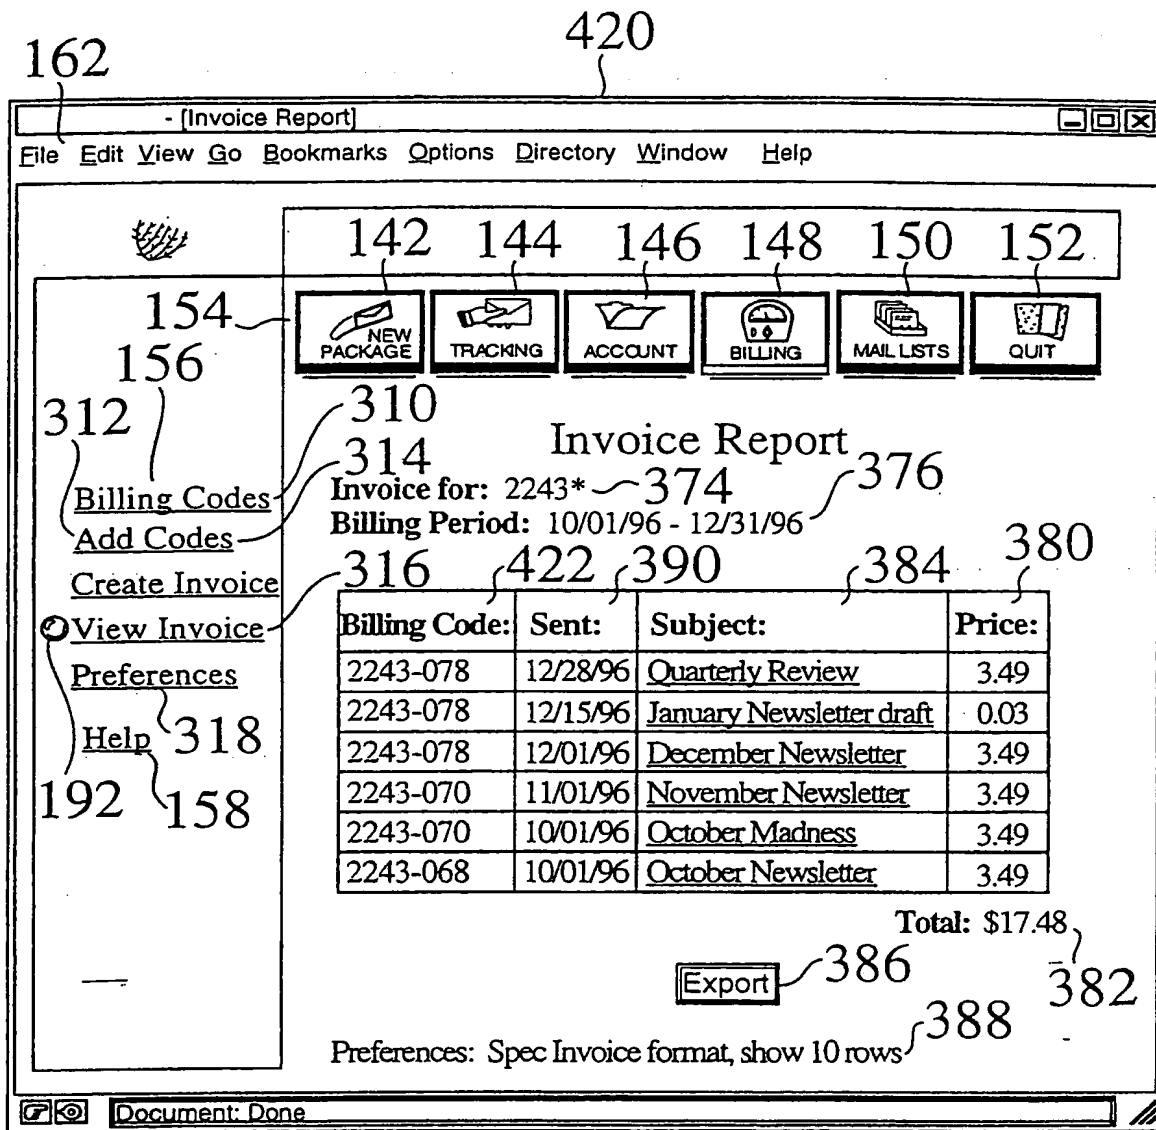 420
162
- [Invoice Report]
File Edit View Go Bookmarks Options Directory Window Help
142 144 146 148 150 152
154
NEW PACKAGE
TRACKING
ACCOUNT
BILLING
MAIL LISTS
QUIT
156
312
310
314
Invoice Report
376
Billing Codes
Invoice for: 2243* 374
Add Codes
Billing Period: 10/01/96 - 12/31/96
Create Invoice
316 422 390 384 380
View Invoice
Preferences
Help 318
192 158
Billing Code: Sent: Subject: Price:
2243-078 12/28/96 Quarterly Review 3.49
2243-078 12/15/96 January Newsletter draft 0.03
2243-078 12/01/96 December Newsletter 3.49
2243-070 11/01/96 November Newsletter 3.49
2243-070 10/01/96 October Madness 3.49
2243-068 10/01/96 October Newsletter 3.49
Total: $17.48
Export 386
382
388
Preferences: Spec Invoice format, show 10 rows
Document: Done